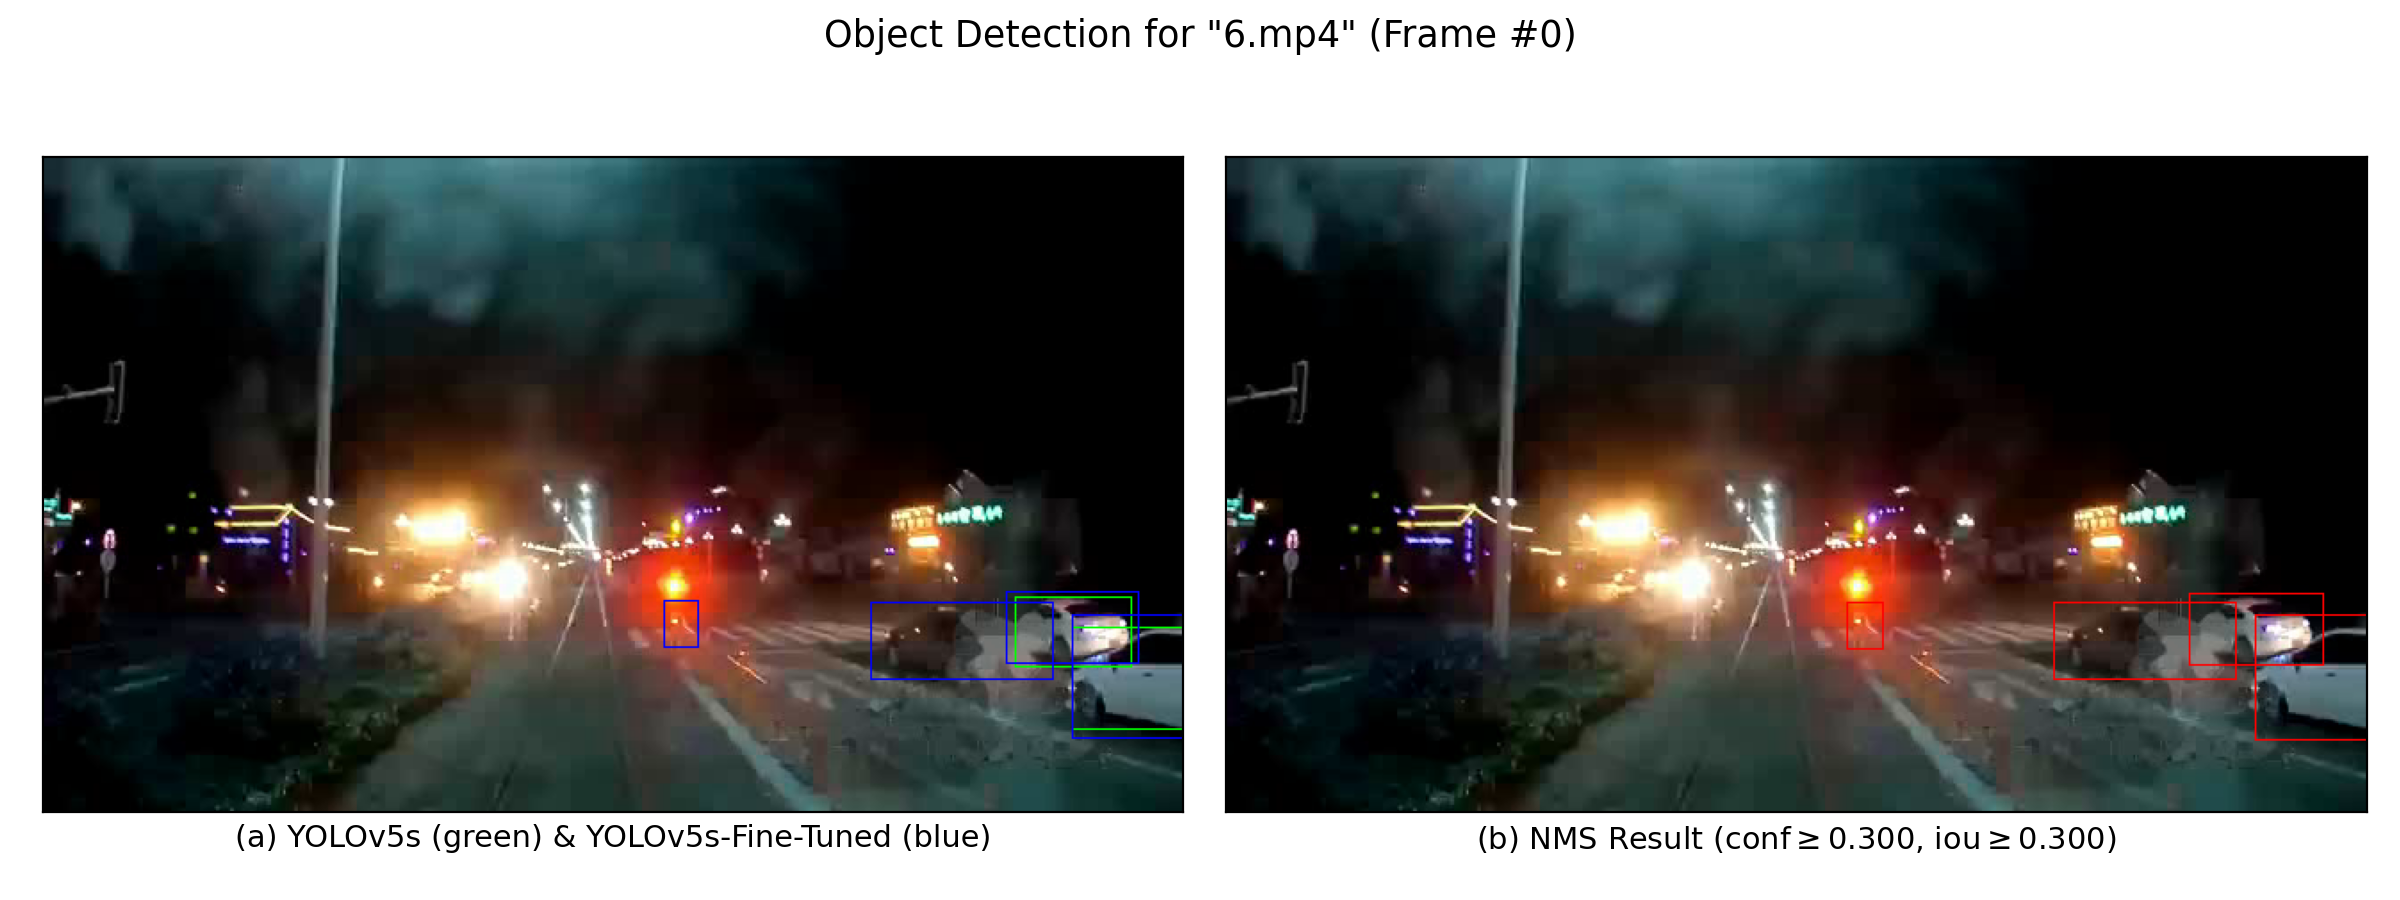 Object Detection for "6.mp4" (Frame #0)
(a) YOLOv5s (green) & YOLOv5s-Fine-Tuned (blue)
(b) NMS Result (conf ≥ 0.300, iou ≥ 0.300)